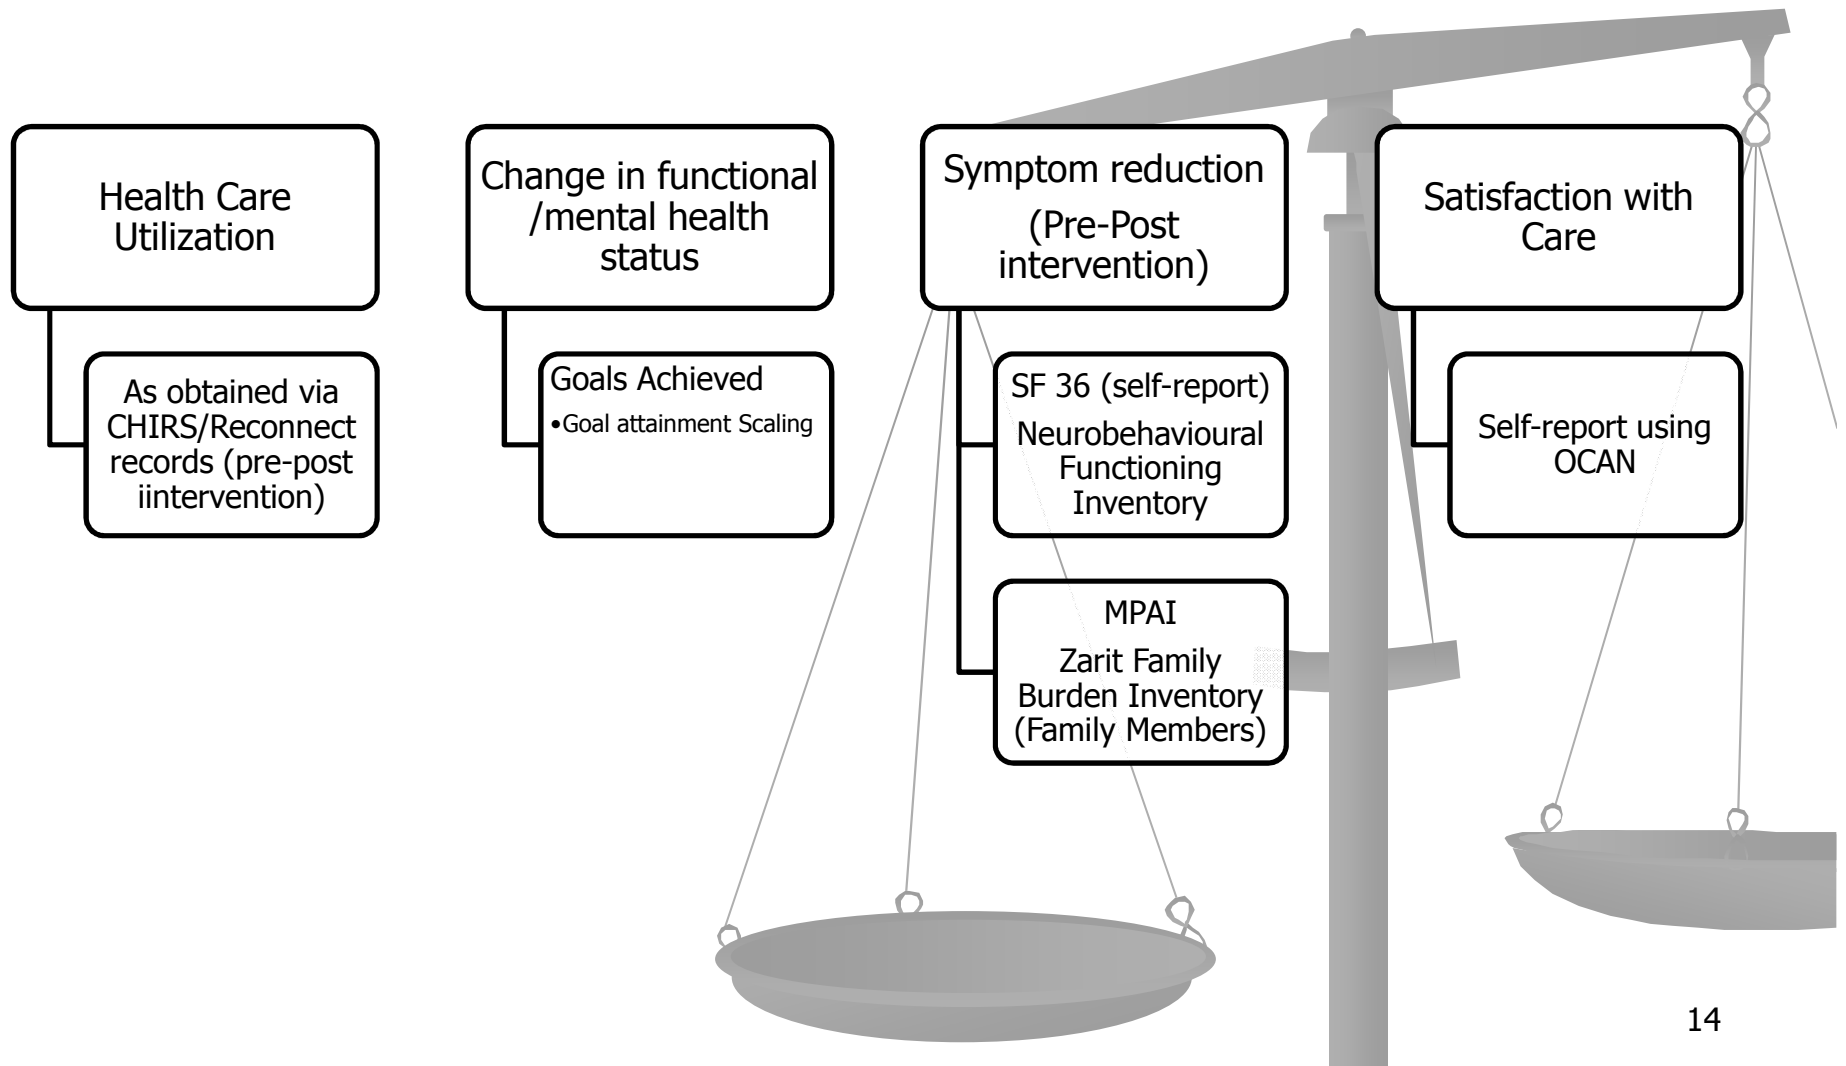 Health Care
Utilization
As obtained via
CHIRS/Reconnect
records (pre-post
iintervention)
Change in functional
/mental health
status
Goals Achieved
•Goal attainment Scaling
Symptom reduction
(Pre-Post
intervention)
SF 36 (self-report)
Neurobehavioural
Functioning
Inventory
MPAI
Zarit Family
Burden Inventory
(Family Members)
Satisfaction with
Care
Self-report using
OCAN
14